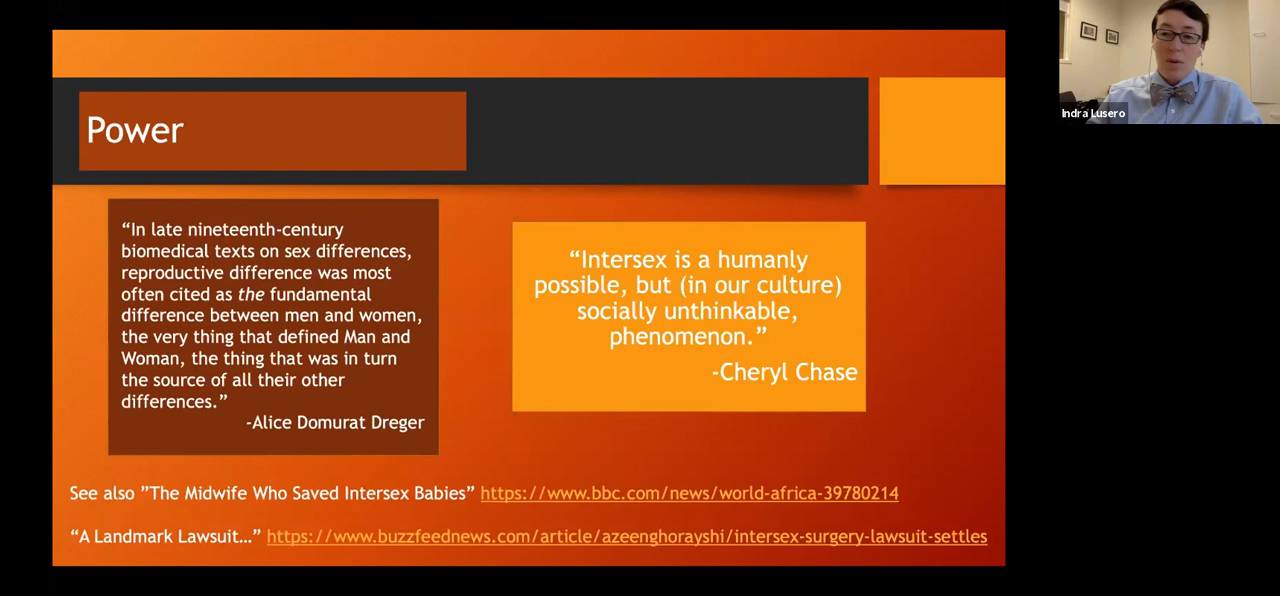 Power
“In late nineteenth-century
biomedical texts on sex differences,
reproductive difference was most
often cited as the fundamental
difference between men and women,
the very thing that defined Man and
Woman, the thing that was in turn
the source of all their other
differences.”
-Alice Domurat Dreger
“Intersex is a humanly
possible, but (in our culture)
socially unthinkable,
phenomenon.”
-Cheryl Chase
See also ”The Midwife Who Saved Intersex Babies” https://www.bbc.com/news/world-africa-39780214
“A Landmark Lawsuit…” https://www.buzzfeednews.com/article/azeenghorayshi/intersex-surgery-lawsuit-settles
Indra Lusero